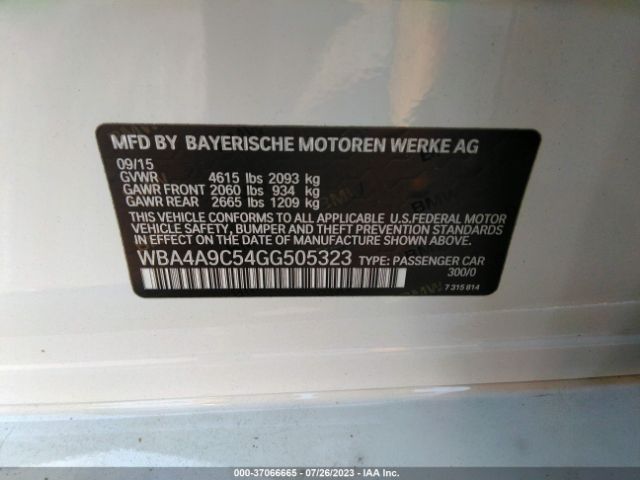 MFD BY BAYERISCHE MOTOREN WERKE AG
09/15
GVWR 4615 lbs 2093 kg
GAWR FRONT 2060 lbs 934 kg
GAWR REAR 2665 lbs 1209 kg
THIS VEHICLE CONFORMS TO ALL APPLICABLE U.S.FEDERAL MOTOR
VEHICLE SAFETY, BUMPER, AND THEFT PREVENTION STANDARDS
IN EFFECT ON THE DATE OF MANUFACTURE SHOWN ABOVE.
WBA4A9C54GG505323 TYPE: PASSENGER CAR
300/0
7 315 814
000-37066665 - 07/26/2023 - IAA Inc.